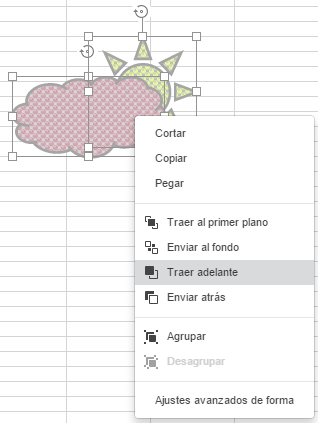 Cortar
Copiar
Pegar
Traer al primer plano
Enviar al fondo
Traer adelante
Enviar atrás
Agrupar
Desagrupar
Ajustes avanzados de forma